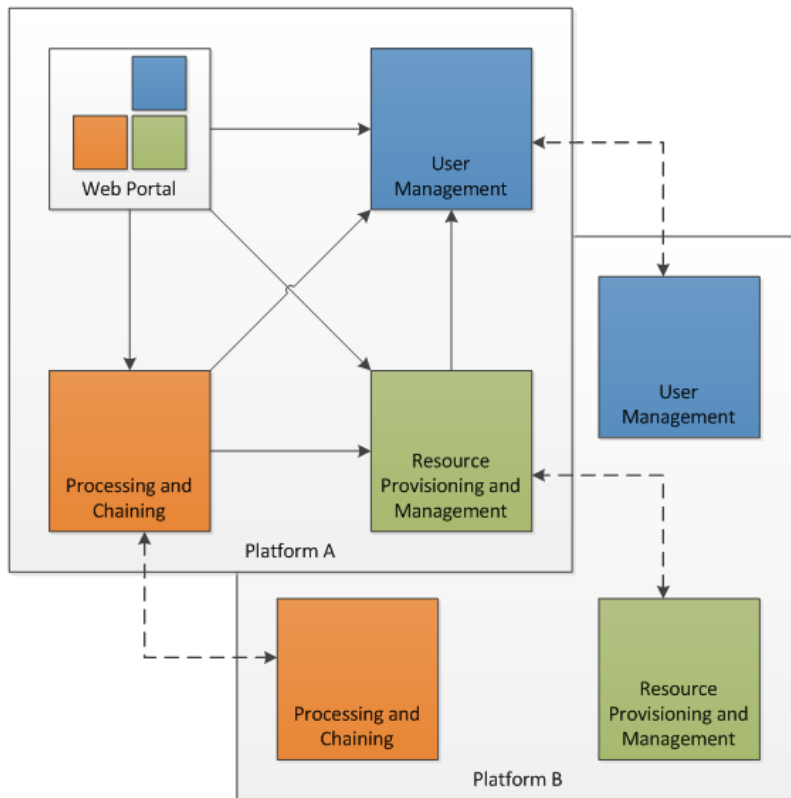 Web Portal
User
Management
Processing and
Chaining
Resource
Provisioning and
Management
Platform A
User
Management
Processing and
Chaining
Resource
Provisioning and
Management
Platform B